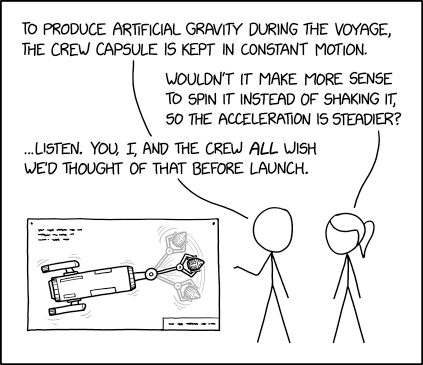 TO PRODUCE ARTIFICIAL GRAVITY DURING THE VOYAGE,
THE CREW CAPSULE IS KEPT IN CONSTANT MOTION.
WOULDN'T IT MAKE MORE SENSE
TO SPIN IT INSTEAD OF SHAKING IT,
SO THE ACCELERATION IS STEADIER?
...LISTEN. YOU, I, AND THE CREW ALL WISH
WE'D THOUGHT OF THAT BEFORE LAUNCH.